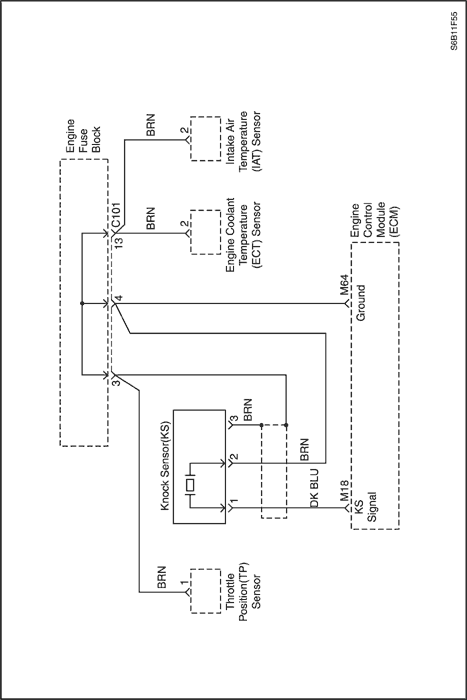 S6B11F55
Engine
Fuse
Block
BRN
2
Intake Air
Temperature
(IAT) Sensor
C101
13
BRN
2
Engine Coolant
Temperature
(ECT) Sensor
Engine
Control
Module
(ECM)
4
M64
Ground
3
Knock Sensor(KS)
3
BRN
2
BRN
1
DK BLU
M18
KS
Signal
BRN
1
Throttle
Position(TP)
Sensor